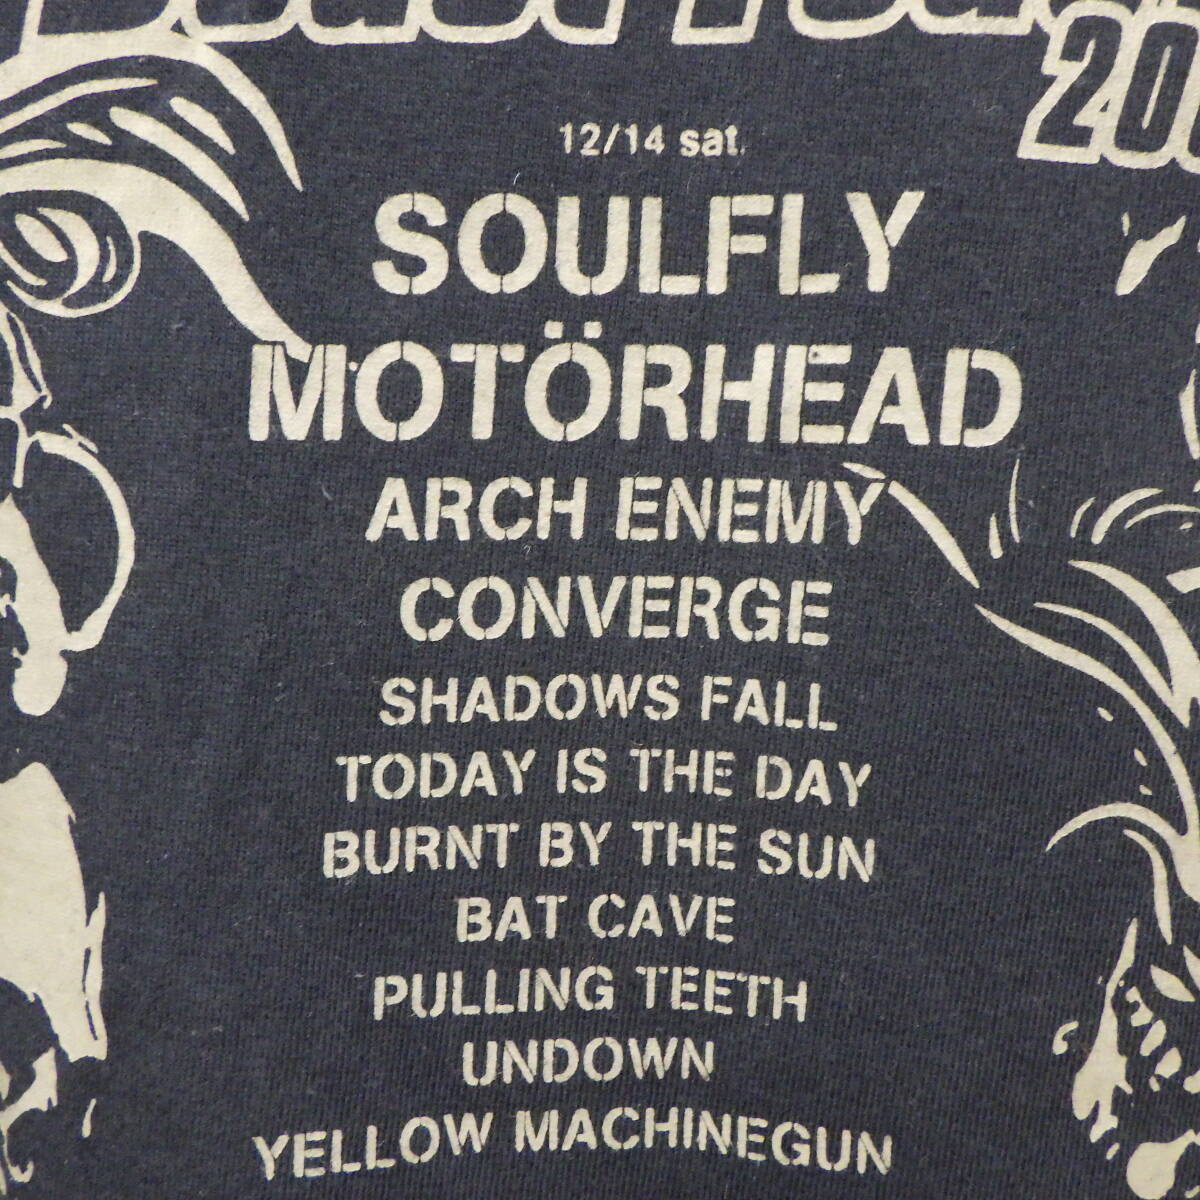 12/14 sat.
SOULFLY
MOTÖRHEAD
ARCH ENEMY
CONVERGE
SHADOWS FALL
TODAY IS THE DAY
BURNT BY THE SUN
BAT CAVE
PULLING TEETH
UNDOWN
YELLOW MACHINEGUN